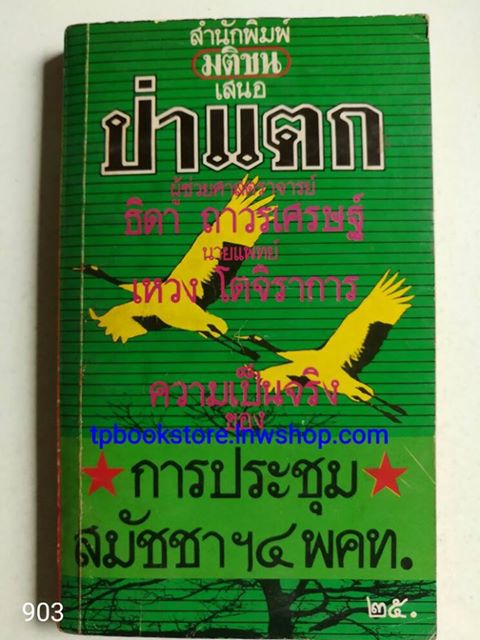 สำนักพิมพ์
มติชน
เสนอ
ป่าแตก
ผู้ช่วยศาสตราจารย์
ธิดา ถาวรเศรษฐ์
นายแพทย์
เหวง โตจิราการ
ความเป็นจริง
ของ
tpbookstore.lnwshop.com
การประชุม
สมัชชาฯ๔ พคท.
903
๒๕.